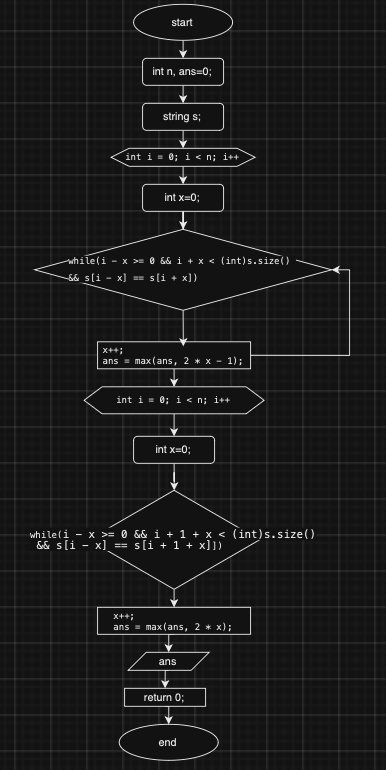 start
int n, ans=0;
string s;
int i = 0; i < n; i++
int x=0;
while(i - x >= 0 && i + x < (int)s.size()
&& s[i - x] == s[i + x])
x++;
ans = max(ans, 2 * x - 1);
int i = 0; i < n; i++
int x=0;
while(i - x >= 0 && i + 1 + x < (int)s.size()
&& s[i - x] == s[i + 1 + x]])
x++;
ans = max(ans, 2 * x);
ans
return 0;
end